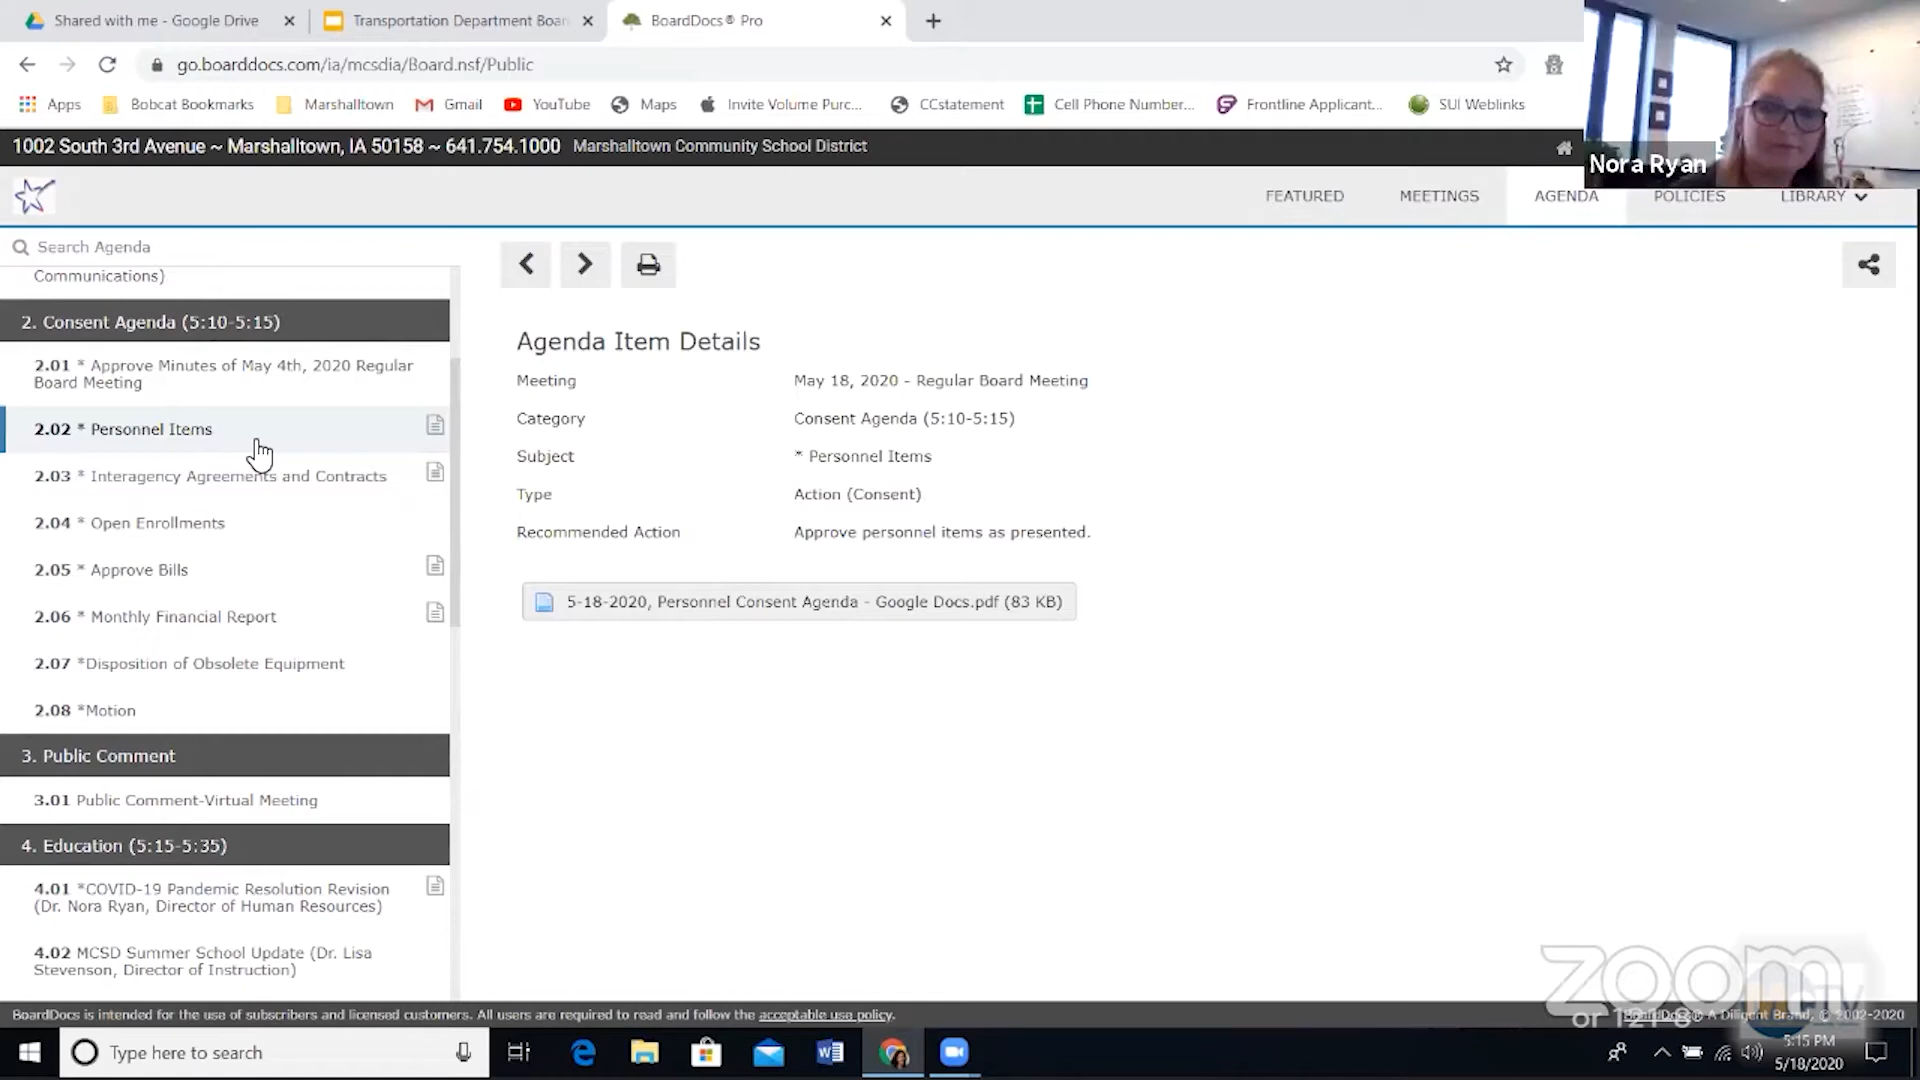 Shared with me - Google Drive
Transportation Department Boar
BoardDocs® Pro
go.boarddocs.com/ia/mcsdia/Board.nsf/Public
Apps
Bobcat Bookmarks
Marshalltown
Gmail
YouTube
Maps
Invite Volume Purc...
CCstatement
Cell Phone Number...
Frontline Applicant...
SUI Weblinks
1002 South 3rd Avenue ~ Marshalltown, IA 50158 ~ 641.754.1000 Marshalltown Community School District
Nora Ryan
FEATURED
MEETINGS
AGENDA
POLICIES
LIBRARY
Search Agenda
Communications)
2. Consent Agenda (5:10-5:15)
2.01 * Approve Minutes of May 4th, 2020 Regular
Board Meeting
2.02 * Personnel Items
2.03 * Interagency Agreements and Contracts
2.04 * Open Enrollments
2.05 * Approve Bills
2.06 * Monthly Financial Report
2.07 *Disposition of Obsolete Equipment
2.08 *Motion
3. Public Comment
3.01 Public Comment-Virtual Meeting
4. Education (5:15-5:35)
4.01 *COVID-19 Pandemic Resolution Revision
(Dr. Nora Ryan, Director of Human Resources)
4.02 MCSD Summer School Update (Dr. Lisa
Stevenson, Director of Instruction)
Agenda Item Details
Meeting May 18, 2020 - Regular Board Meeting
Category Consent Agenda (5:10-5:15)
Subject * Personnel Items
Type Action (Consent)
Recommended Action Approve personnel items as presented.
5-18-2020, Personnel Consent Agenda - Google Docs.pdf (83 KB)
zoom
BoardDocs is intended for the use of subscribers and licensed customers. All users are required to read and follow the acceptable use policy.
BoardDocs® A Diligent Brand, © 2002-2020
Type here to search
5:15 PM
5/18/2020